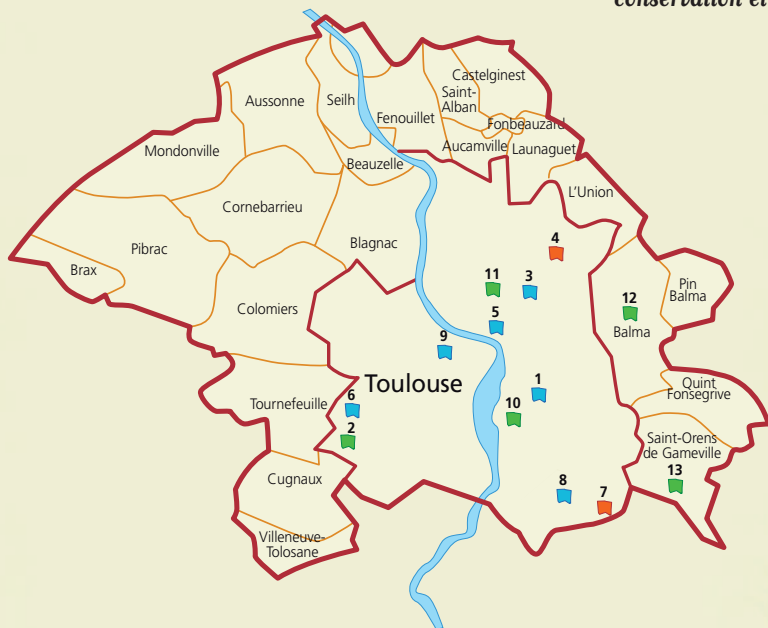 conservation et
Castelginest
Saint-
Alban
Aussonne
Seilh
Fenouillet
Fonbeauzard
Aucamville
Launaguet
Mondonville
Beauzelle
L'Union
Cornebarrieu
Pibrac
Blagnac
Brax
4
11
3
Pin
Balma
12
Colomiers
5
Balma
9
Toulouse
1
Quint
Fonsegrive
6
Tournefeuille
10
2
Saint-Orens
de Gameville
13
Cugnaux
8
7
Villeneuve-
Tolosane